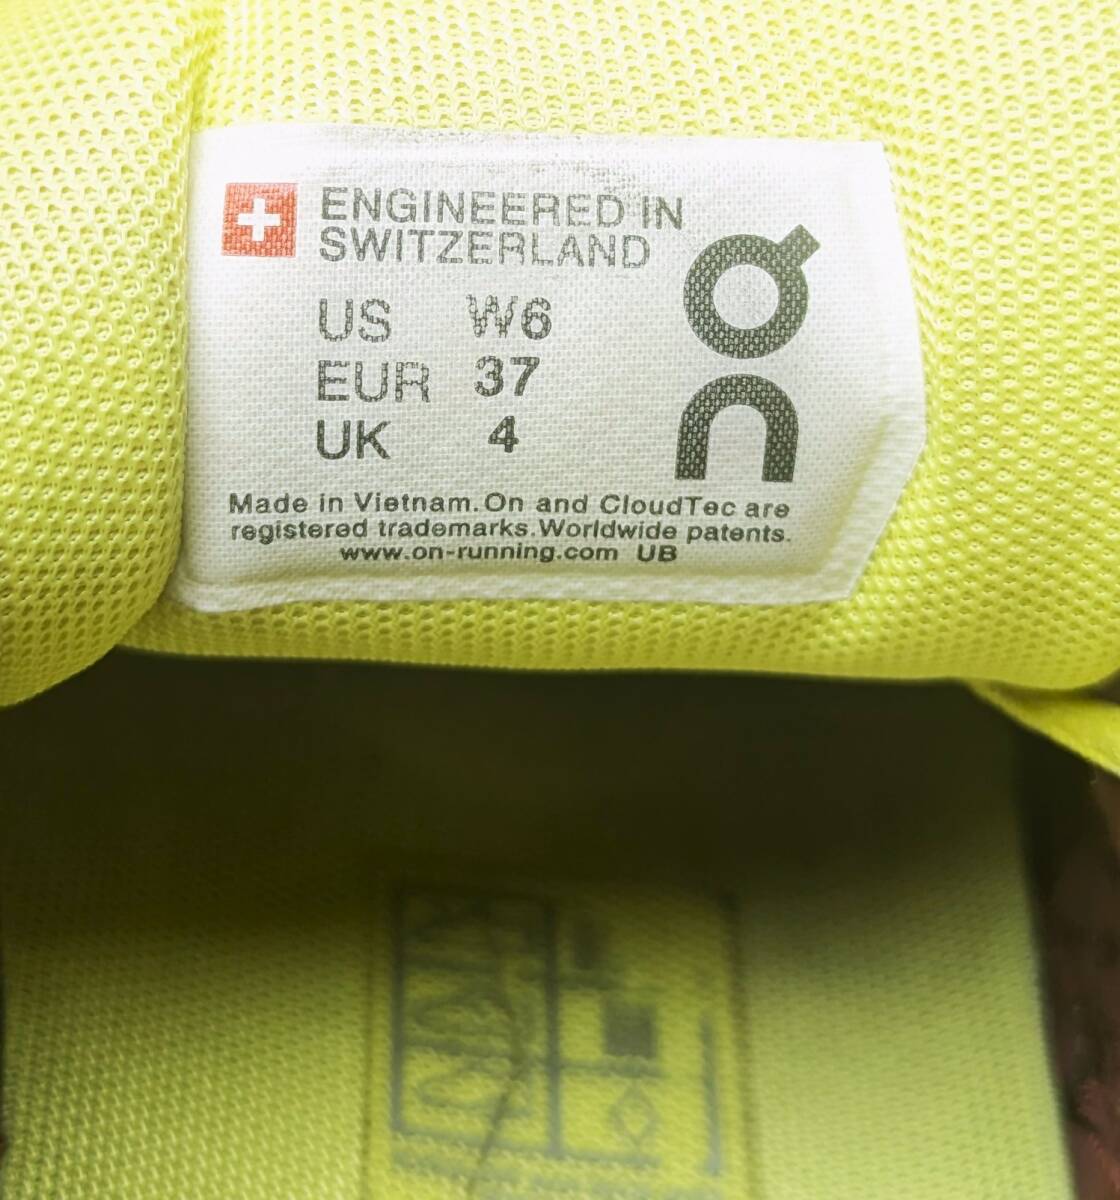 ENGINEERED IN
SWITZERLAND
US W6
EUR 37
UK 4
Made in Vietnam. On and CloudTec are
registered trademarks. Worldwide patents.
www.on-running.com UB